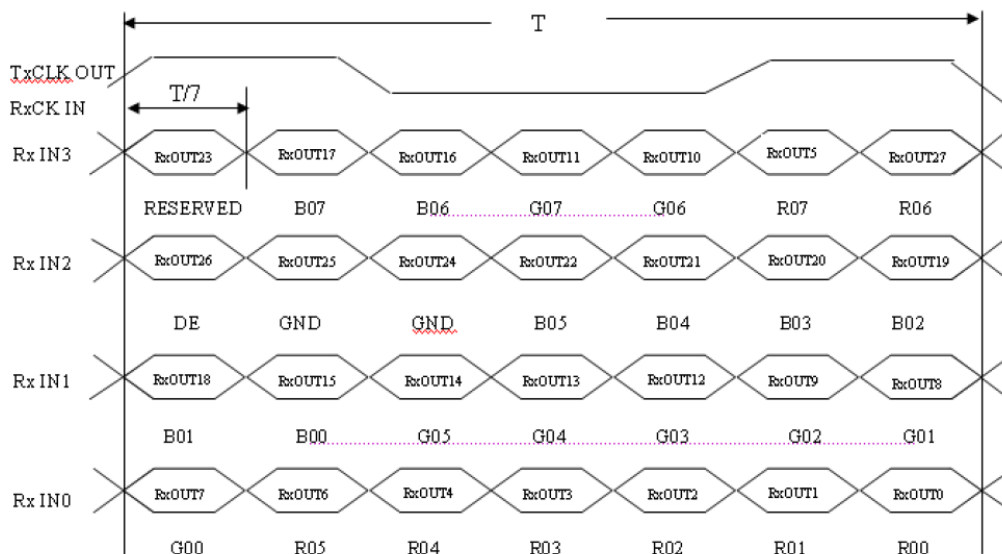 T
TxCLK OUT
T/7
RxCK IN
Rx IN3 RxOUT23 RxOUT17 RxOUT16 RxOUT11 RxOUT10 RxOUT5 RxOUT27
RESERVED B07 B06 G07 G06 R07 R06
Rx IN2 RxOUT26 RxOUT25 RxOUT24 RxOUT22 RxOUT21 RxOUT20 RxOUT19
DE GND GND B05 B04 B03 B02
Rx IN1 RxOUT18 RxOUT15 RxOUT14 RxOUT13 RxOUT12 RxOUT9 RxOUT8
B01 B00 G05 G04 G03 G02 G01
Rx IN0 RxOUT7 RxOUT6 RxOUT4 RxOUT3 RxOUT2 RxOUT1 RxOUT0
G00 R05 R04 R03 R02 R01 R00